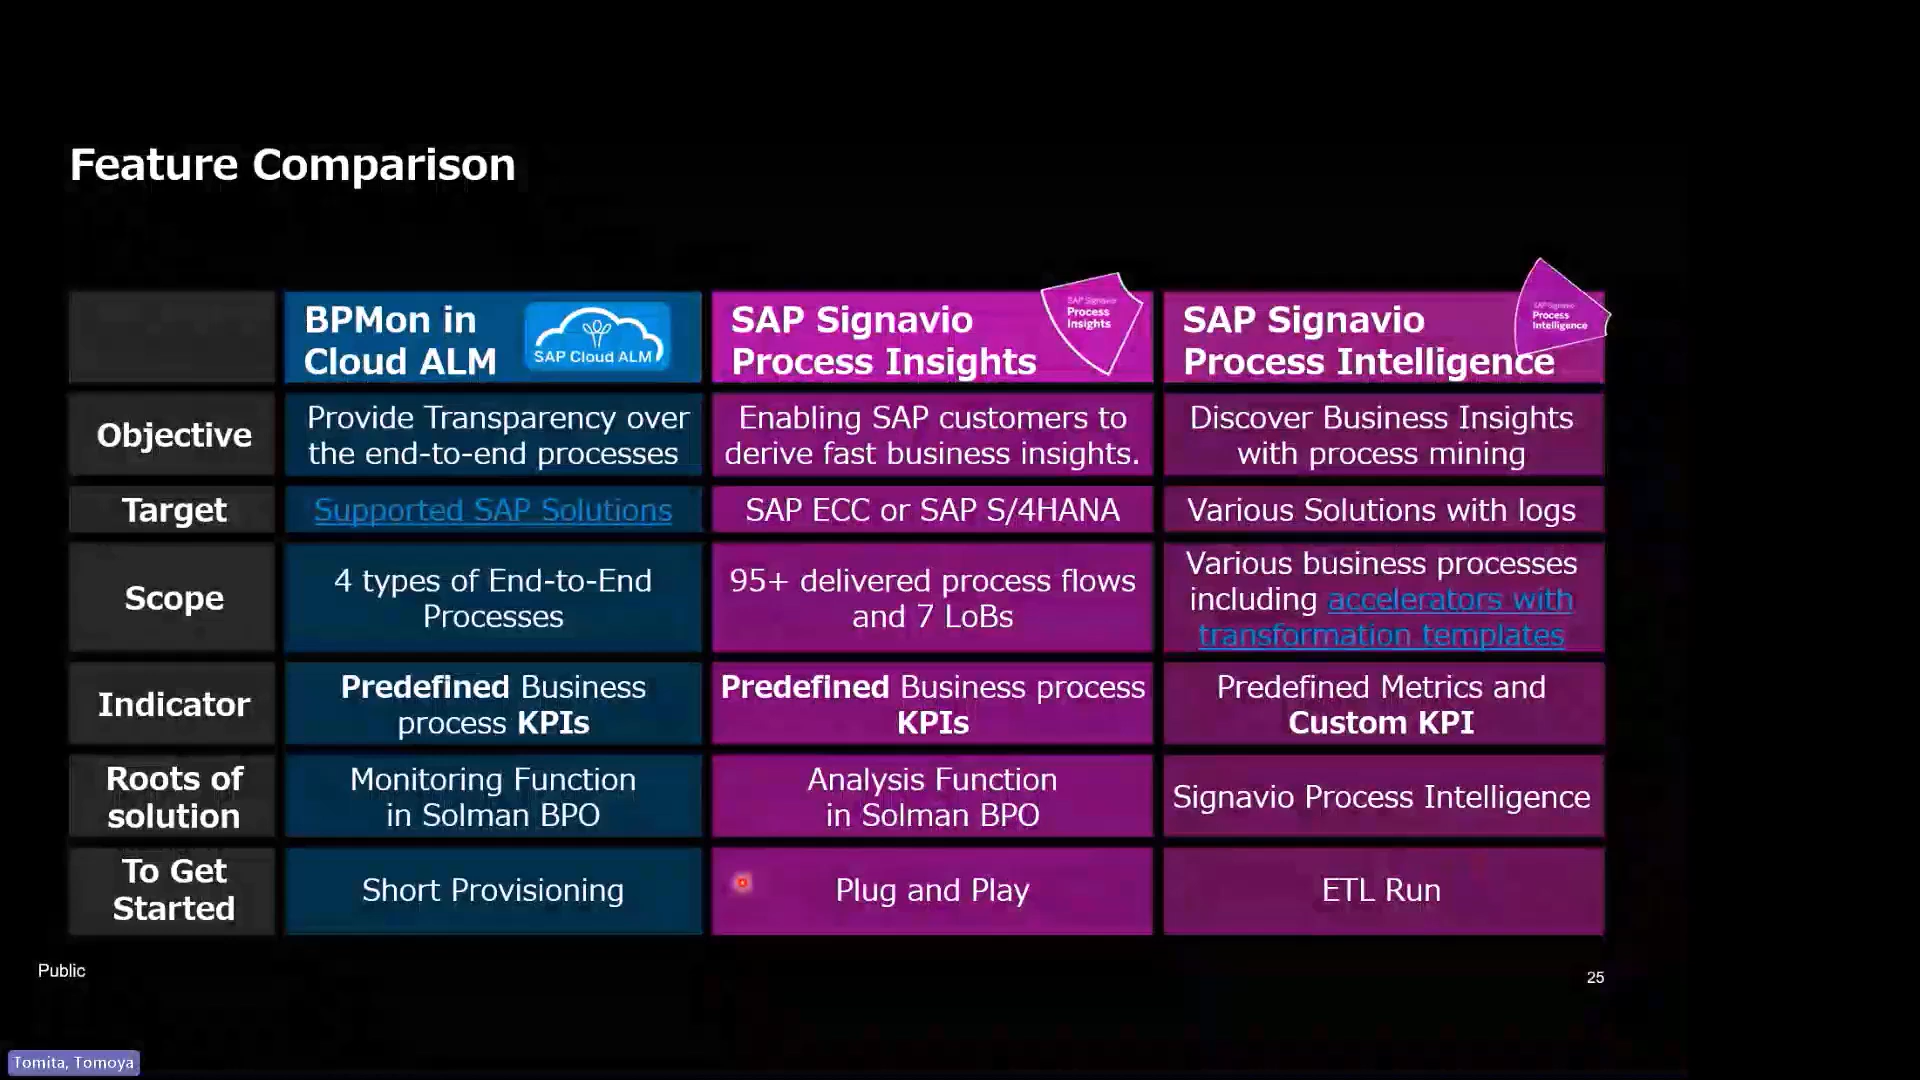 Feature Comparison
BPMon in
Cloud ALM
SAP Cloud ALM
SAP Signavio
Process Insights
SAP Signavio
Process
Insights
SAP Signavio
Process Intelligence
SAP Signavio
Process
Intelligence
Objective
Provide Transparency over
the end-to-end processes
Enabling SAP customers to
derive fast business insights.
Discover Business Insights
with process mining
Target
Supported SAP Solutions
SAP ECC or SAP S/4HANA
Various Solutions with logs
Scope
4 types of End-to-End
Processes
95+ delivered process flows
and 7 LoBs
Various business processes
including accelerators with
transformation templates
Indicator
Predefined Business
process KPIs
Predefined Business process
KPIs
Predefined Metrics and
Custom KPI
Roots of
solution
Monitoring Function
in Solman BPO
Analysis Function
in Solman BPO
Signavio Process Intelligence
To Get
Started
Short Provisioning
Plug and Play
ETL Run
Public
25
Tomita, Tomoya